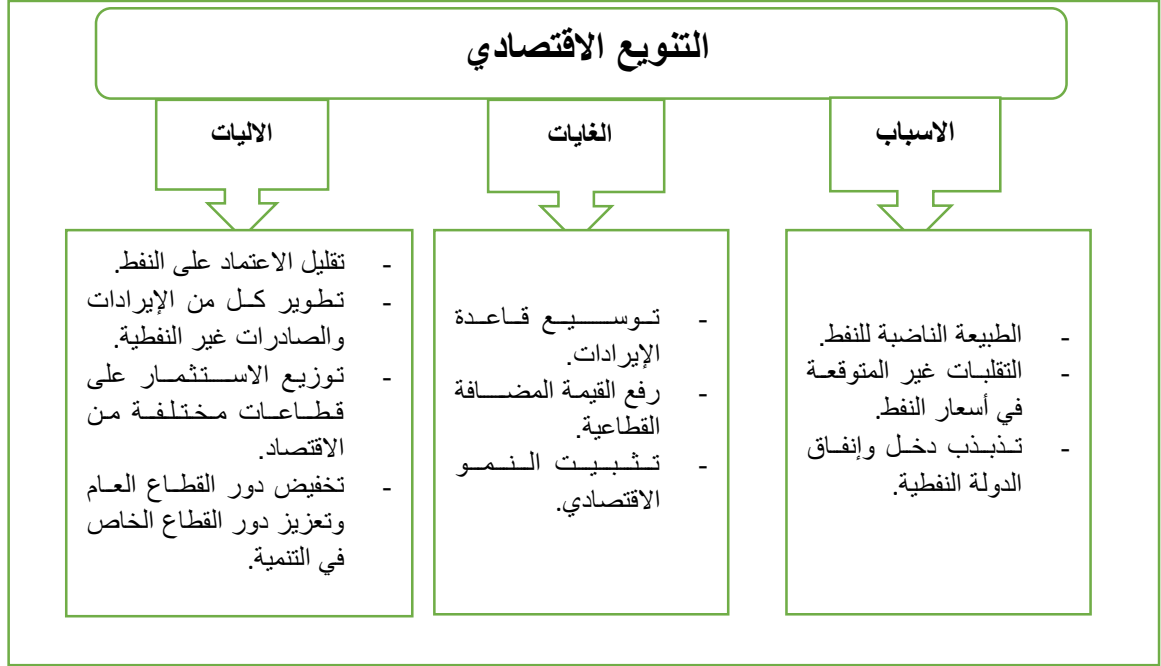 التنويع الاقتصادي
الاسباب
- الطبيعة الناضبة للنفط.
- التقلبات غير المتوقعة
في أسعار النفط.
- تذبذب دخل وإنفاق
الدولة النفطية.
الغايات
- توسيع قاعدة
الإيرادات.
- رفع القيمة المضافة
القطاعية.
- تثبيت النمو
الاقتصادي.
الاليات
- تقليل الاعتماد على النفط.
- تطوير كل من الإيرادات
والصادرات غير النفطية.
- توزيع الاستثمار على
قطاعات مختلفة من
الاقتصاد.
- تخفيض دور القطاع العام
وتعزيز دور القطاع الخاص
في التنمية.